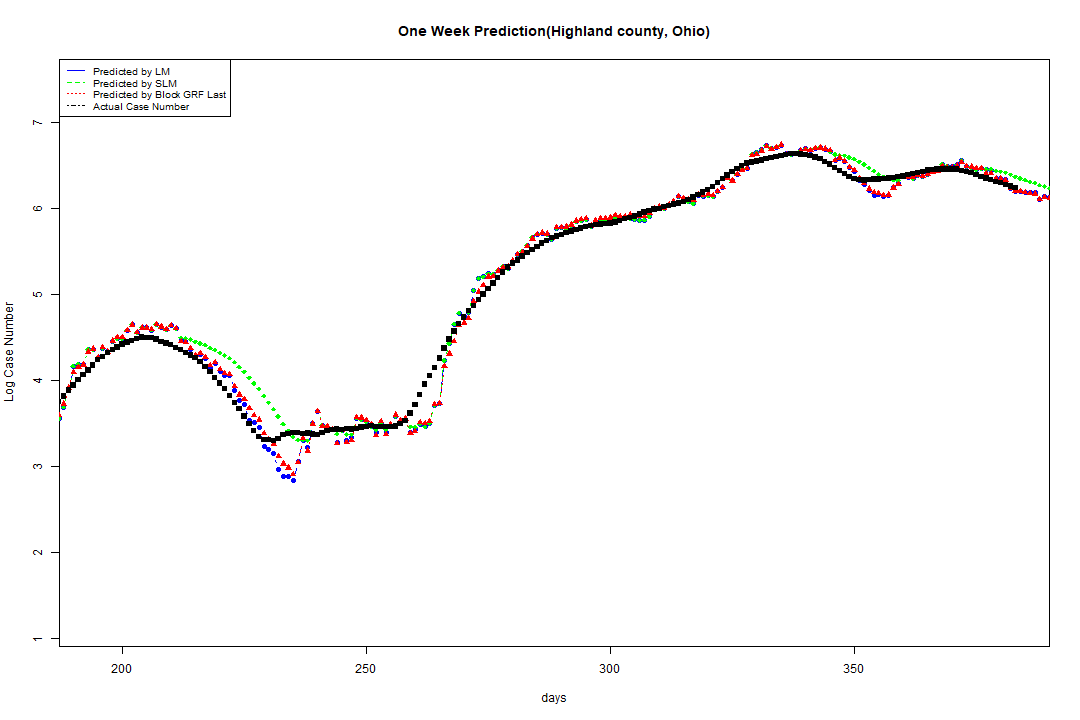 One Week Prediction(Highland county, Ohio)
Predicted by LM
Predicted by SLM
Predicted by Block GRF Last
Actual Case Number
7
6
5
4
3
2
1
Log Case Number
200 250 300 350
days